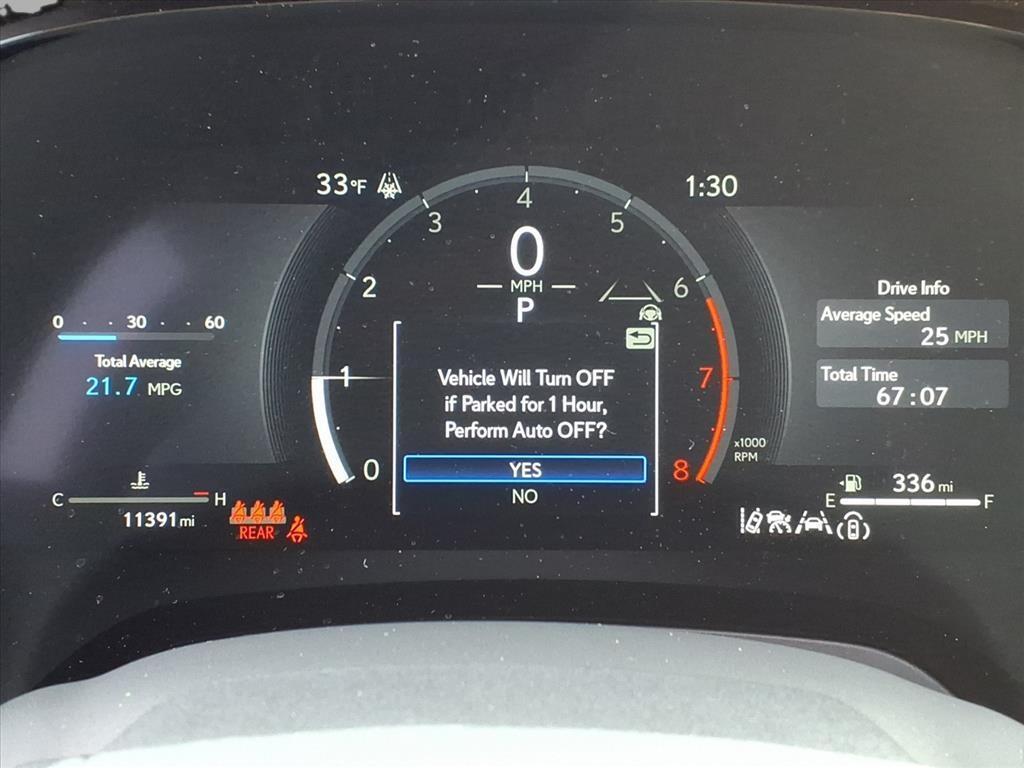 33°F
1:30
4
3
5
0
MPH
2
6
P
Drive Info
Average Speed
25 MPH
0 30 60
Total Average
21.7 MPG
1
Vehicle Will Turn OFF
if Parked for 1 Hour,
Perform Auto OFF?
7
Total Time
67:07
x1000
RPM
0
YES
8
NO
C H
11391 mi
REAR
336 mi
E F